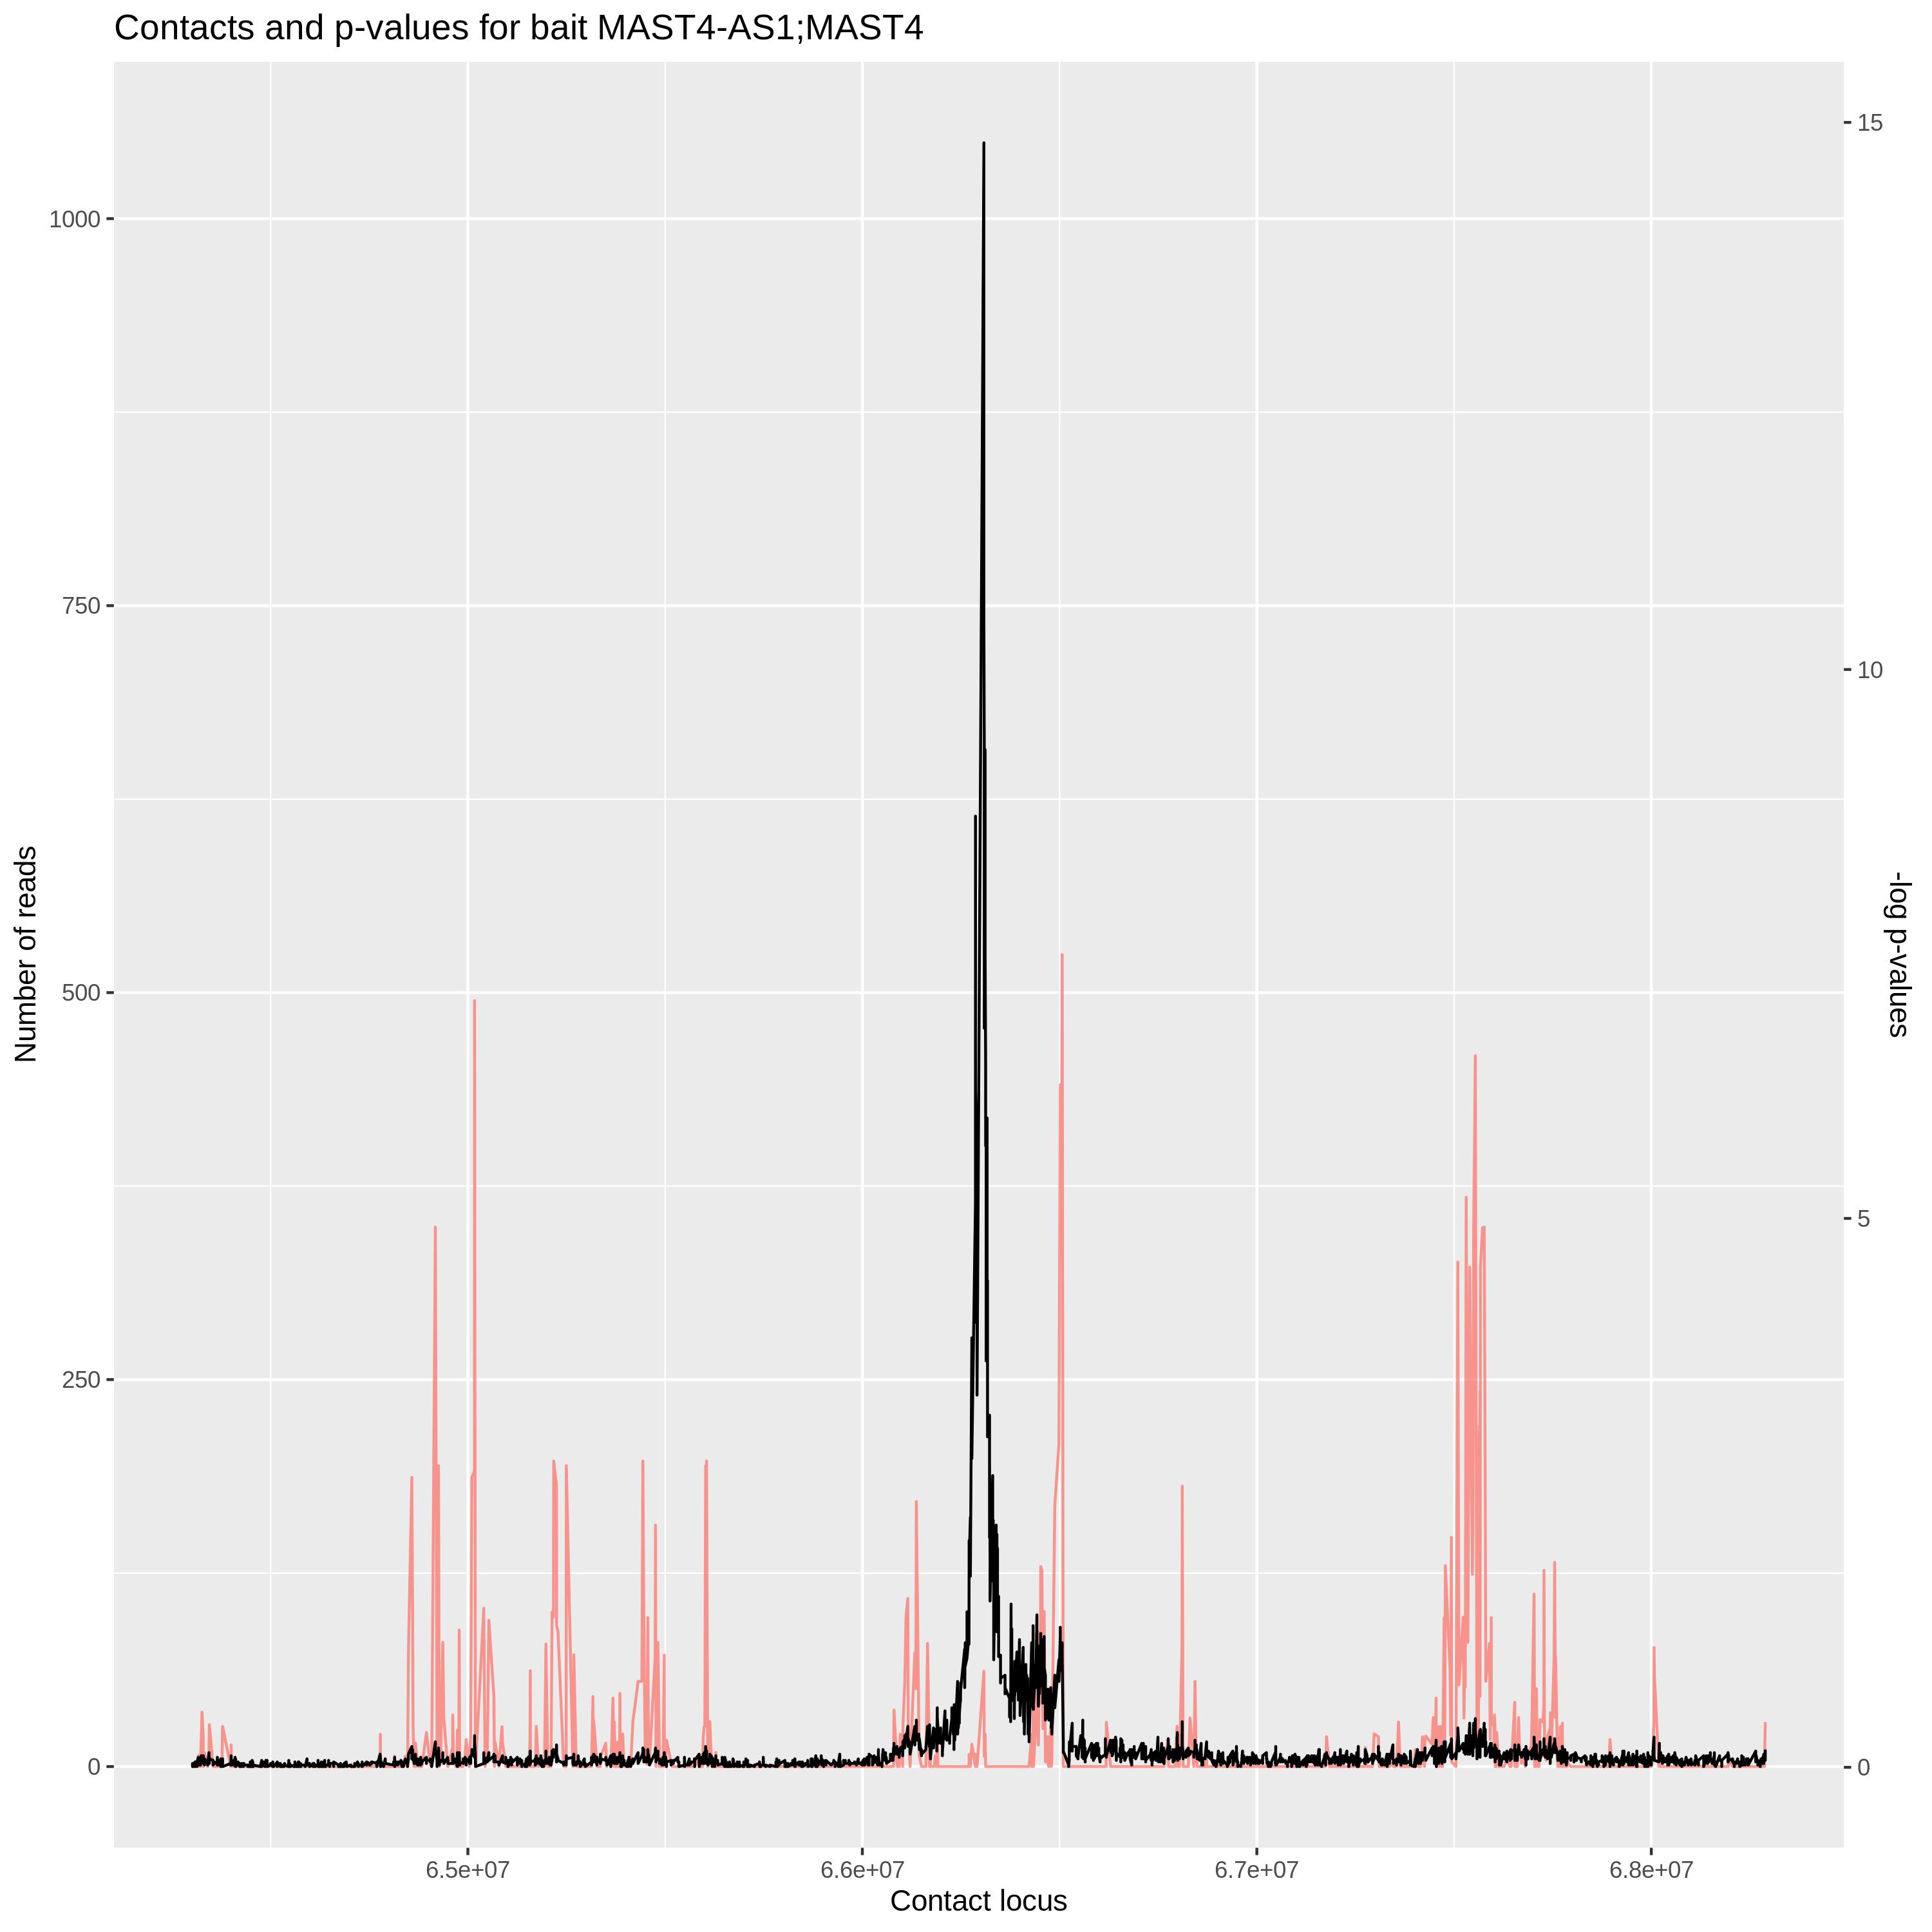 Contacts and p-values for bait MAST4-AS1;MAST4
Number of reads
1000
750
500
250
0
15
10
5
0
-log p-values
6.5e+07 6.6e+07 6.7e+07 6.8e+07
Contact locus